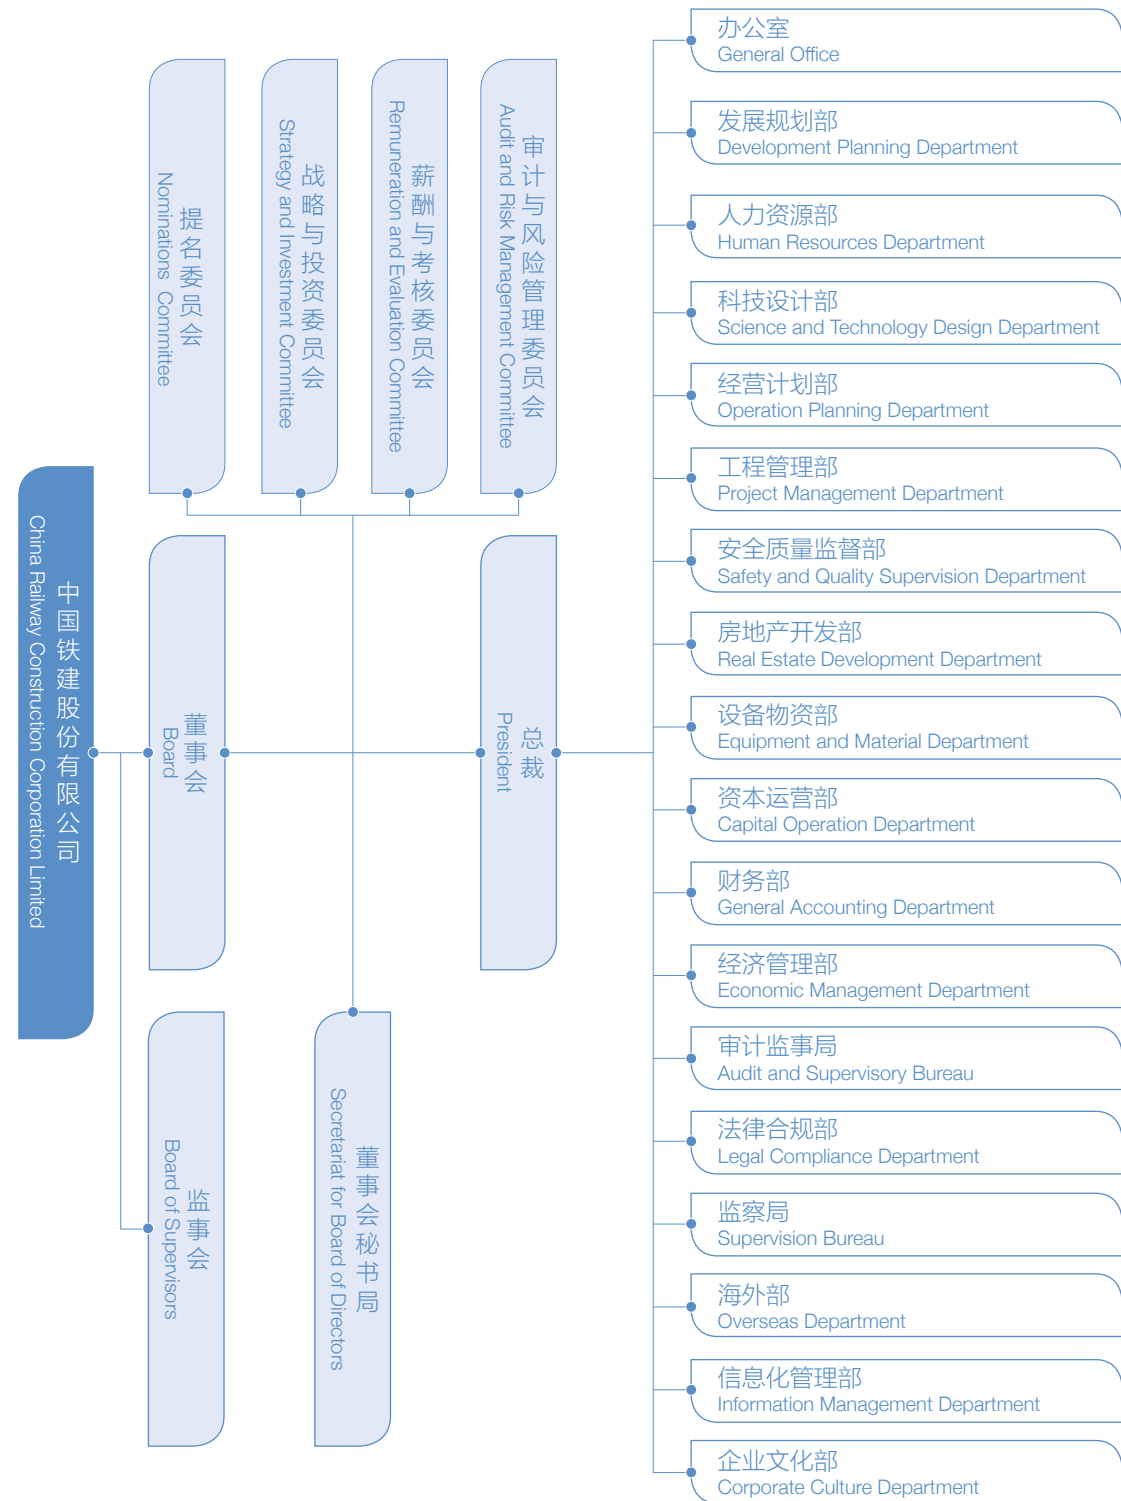 中国铁建股份有限公司
China Railway Construction Corporation Limited
提名委员会
Nominations Committee
战略与投资委员会
Strategy and Investment Committee
薪酬与考核委员会
Remuneration and Evaluation Committee
审计与风险管理委员会
Audit and Risk Management Committee
董事会
Board
总裁
President
监事会
Board of Supervisors
董事会秘书局
Secretariat for Board of Directors
办公室
General Office
发展规划部
Development Planning Department
人力资源部
Human Resources Department
科技设计部
Science and Technology Design Department
经营计划部
Operation Planning Department
工程管理部
Project Management Department
安全质量监督部
Safety and Quality Supervision Department
房地产开发部
Real Estate Development Department
设备物资部
Equipment and Material Department
资本运营部
Capital Operation Department
财务部
General Accounting Department
经济管理部
Economic Management Department
审计监事局
Audit and Supervisory Bureau
法律合规部
Legal Compliance Department
监察局
Supervision Bureau
海外部
Overseas Department
信息化管理部
Information Management Department
企业文化部
Corporate Culture Department